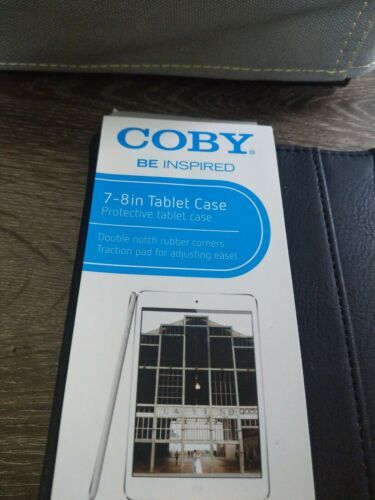 COBY®
BE INSPIRED
7-8in Tablet Case
Protective tablet case
Double notch rubber corners
Traction pad for adjusting easel
CASINO